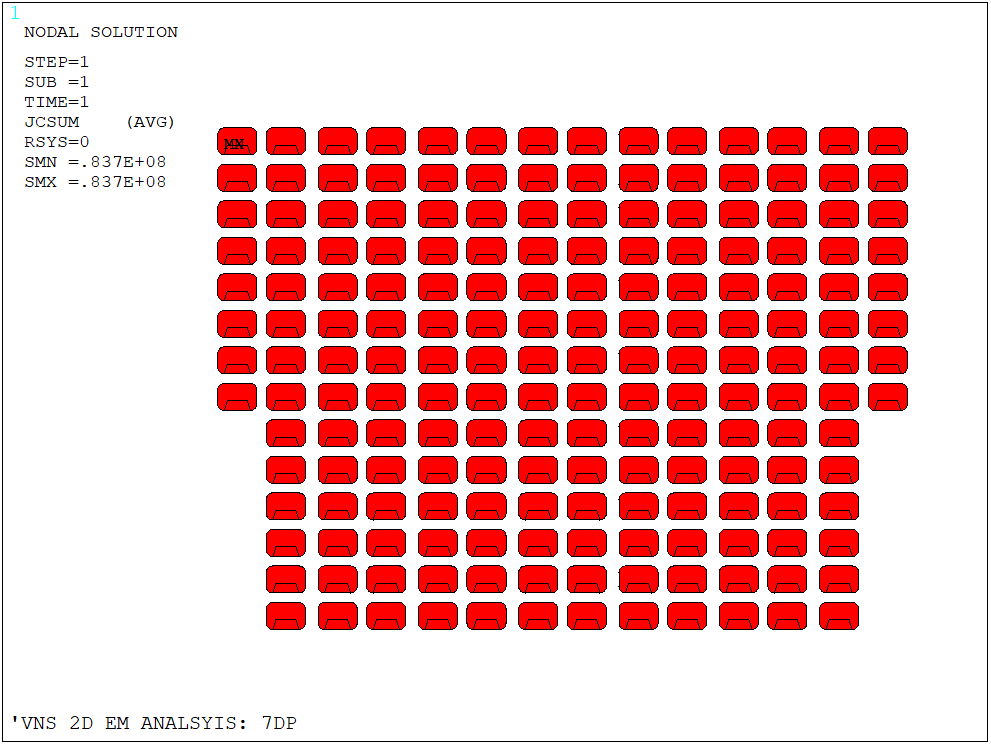 1
NODAL SOLUTION
STEP=1
SUB =1
TIME=1
JCSUM (AVG)
RSYS=0
SMN =.837E+08
SMX =.837E+08
'VNS 2D EM ANALSYIS: 7DP